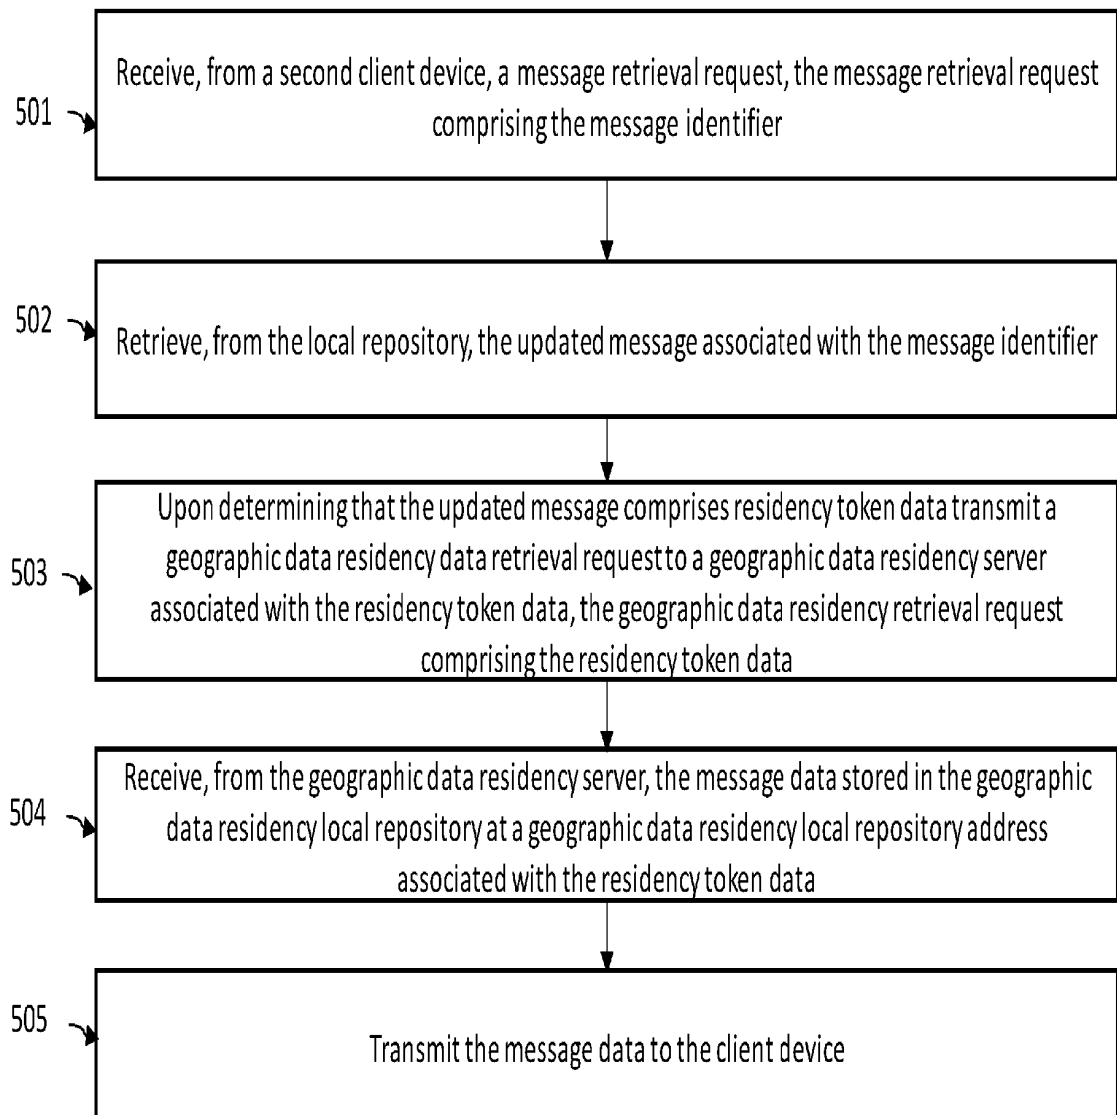 501
Receive, from a second client device, a message retrieval request, the message retrieval request
comprising the message identifier
502
Retrieve, from the local repository, the updated message associated with the message identifier
503
Upon determining that the updated message comprises residency token data transmit a
geographic data residency data retrieval request to a geographic data residency server
associated with the residency token data, the geographic data residency retrieval request
comprising the residency token data
504
Receive, from the geographic data residency server, the message data stored in the geographic
data residency local repository at a geographic data residency local repository address
associated with the residency token data
505
Transmit the message data to the client device